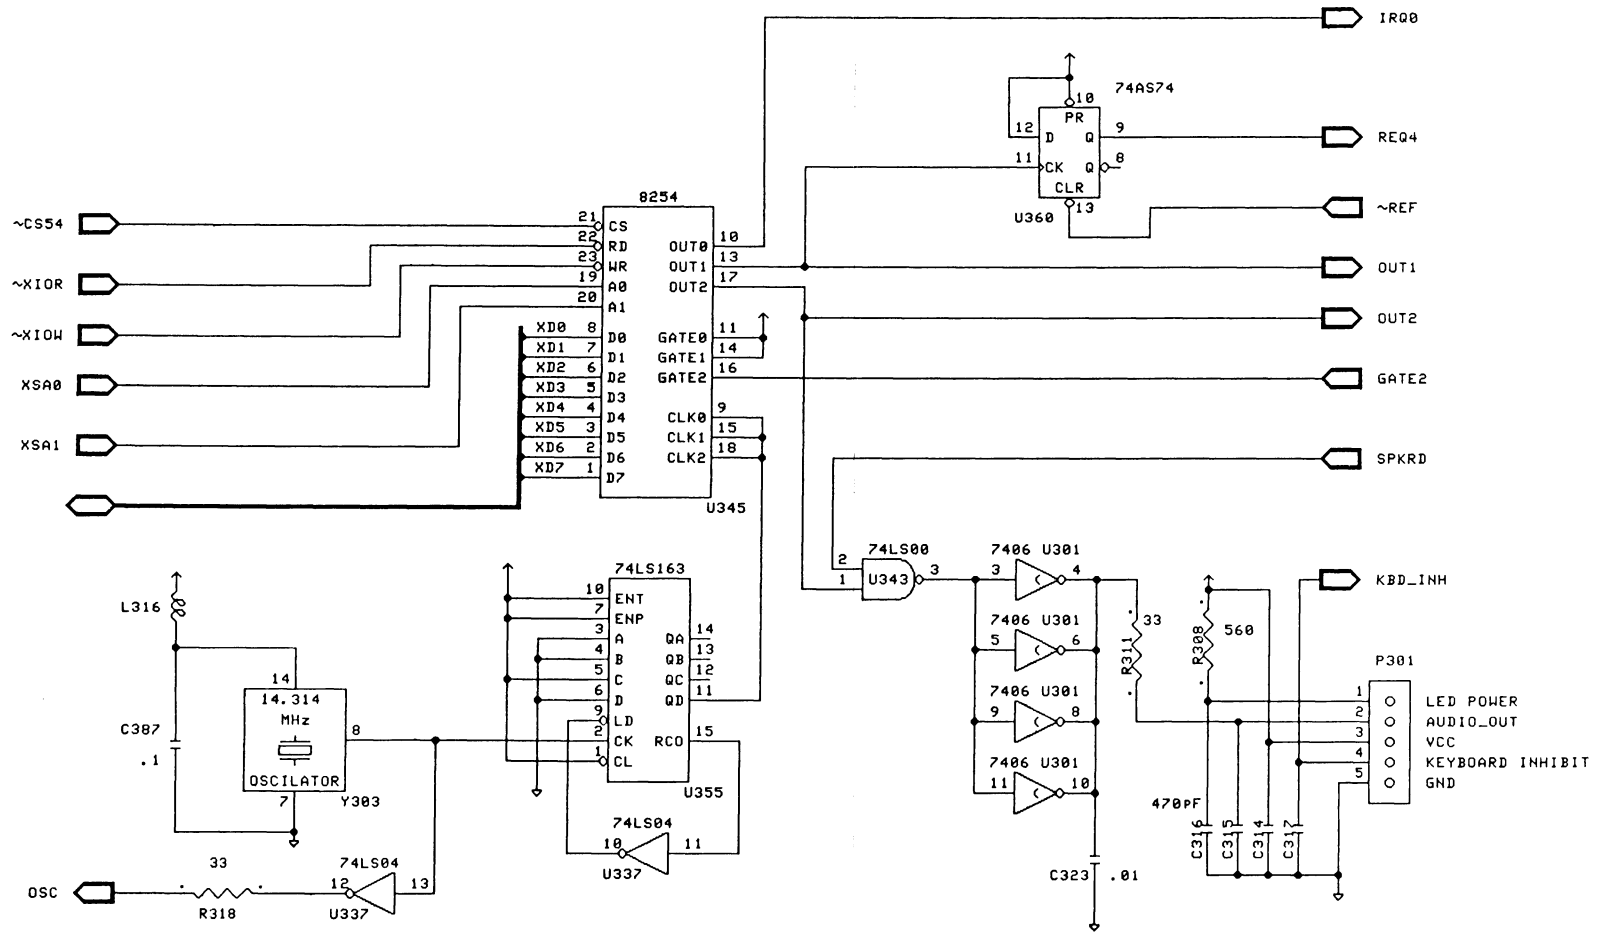 IRQ0
74AS74
10
PR
12 D Q 9
REQ4
11 CK Q 8
CLR
U360 13
~REF
8254
~CS54
21 CS
22 RD OUT0 10
~XIOR
23 WR OUT1 13
OUT1
19 A0 OUT2 17
20 A1
OUT2
~XIOW
XD0 8 D0 GATE0 11
XD1 7 D1 GATE1 14
XD2 6 D2 GATE2 16
GATE2
XSA0
XD3 5 D3
XD4 4 D4 CLK0 9
XD5 3 D5 CLK1 15
XSA1
XD6 2 D6 CLK2 18
SPKRD
XD7 1 D7
U345
74LS00
2
1 U343 3
7406 U301
3 4
KBD_INH
74LS163
10 ENT
7 ENP
3 A QA 14
4 B QB 13
5 C QC 12
6 D QD 11
9 LD
2 CK RCO 15
1 CL
U355
L316
14
14.314
MHz
8
OSCILATOR
7
Y303
C387
.1
7406 U301
5 6
7406 U301
9 8
7406 U301
11 10
33
R311
560
R308
P301
1 LED POWER
2 AUDIO_OUT
3 VCC
4 KEYBOARD INHIBIT
5 GND
470pF
C316
C315
C314
C317
74LS04
10 11
U337
C323 .01
OSC
33
R318
74LS04
12 13
U337